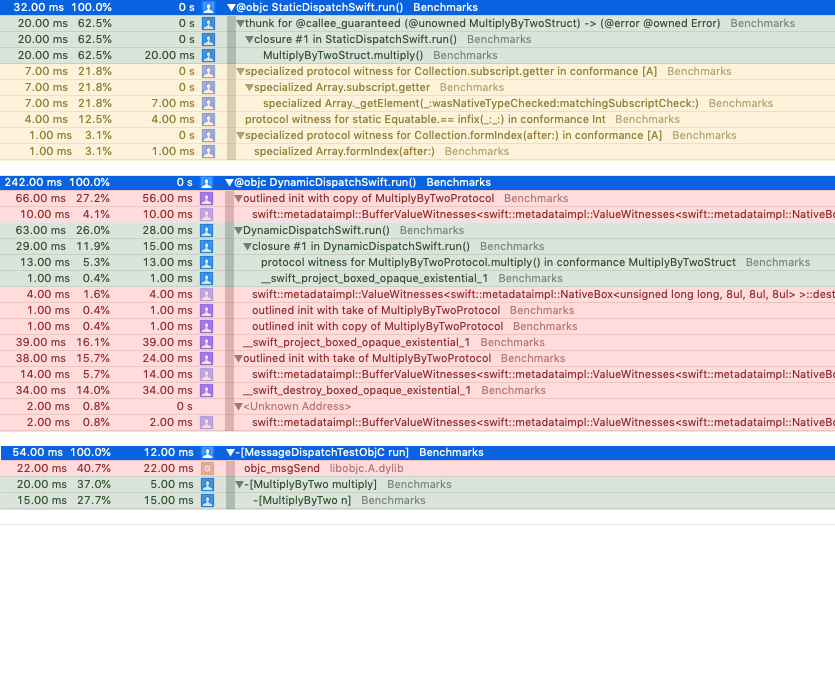 32.00 ms 100.0% 0 s ▼@objc StaticDispatchSwift.run() Benchmarks
20.00 ms 62.5% 0 s ▼thunk for @callee_guaranteed (@unowned MultiplyByTwoStruct) -> (@error @owned Error) Benchmarks
20.00 ms 62.5% 0 s ▼closure #1 in StaticDispatchSwift.run() Benchmarks
20.00 ms 62.5% 20.00 ms MultiplyByTwoStruct.multiply() Benchmarks
7.00 ms 21.8% 0 s ▼specialized protocol witness for Collection.subscript.getter in conformance [A] Benchmarks
7.00 ms 21.8% 0 s ▼specialized Array.subscript.getter Benchmarks
7.00 ms 21.8% 7.00 ms specialized Array._getElement(_:wasNativeTypeChecked:matchingSubscriptCheck:) Benchmarks
4.00 ms 12.5% 4.00 ms protocol witness for static Equatable.== infix(_:_:) in conformance Int Benchmarks
1.00 ms 3.1% 0 s ▼specialized protocol witness for Collection.formIndex(after:) in conformance [A] Benchmarks
1.00 ms 3.1% 1.00 ms specialized Array.formIndex(after:) Benchmarks
242.00 ms 100.0% 0 s ▼@objc DynamicDispatchSwift.run() Benchmarks
66.00 ms 27.2% 56.00 ms ▼outlined init with copy of MultiplyByTwoProtocol Benchmarks
10.00 ms 4.1% 10.00 ms swift::metadataimpl::BufferValueWitnesses<swift::metadataimpl::ValueWitnesses<swift::metadataimpl::NativeBo
63.00 ms 26.0% 28.00 ms ▼DynamicDispatchSwift.run() Benchmarks
29.00 ms 11.9% 15.00 ms ▼closure #1 in DynamicDispatchSwift.run() Benchmarks
13.00 ms 5.3% 13.00 ms protocol witness for MultiplyByTwoProtocol.multiply() in conformance MultiplyByTwoStruct Benchmarks
1.00 ms 0.4% 1.00 ms __swift_project_boxed_opaque_existential_1 Benchmarks
4.00 ms 1.6% 4.00 ms swift::metadataimpl::ValueWitnesses<swift::metadataimpl::NativeBox<unsigned long long, 8ul, 8ul, 8ul> >::dest
1.00 ms 0.4% 1.00 ms outlined init with take of MultiplyByTwoProtocol Benchmarks
1.00 ms 0.4% 1.00 ms outlined init with copy of MultiplyByTwoProtocol Benchmarks
39.00 ms 16.1% 39.00 ms __swift_project_boxed_opaque_existential_1 Benchmarks
38.00 ms 15.7% 24.00 ms ▼outlined init with take of MultiplyByTwoProtocol Benchmarks
14.00 ms 5.7% 14.00 ms swift::metadataimpl::BufferValueWitnesses<swift::metadataimpl::ValueWitnesses<swift::metadataimpl::NativeBo
34.00 ms 14.0% 34.00 ms __swift_destroy_boxed_opaque_existential_1 Benchmarks
2.00 ms 0.8% 0 s ▼<Unknown Address>
2.00 ms 0.8% 2.00 ms swift::metadataimpl::BufferValueWitnesses<swift::metadataimpl::ValueWitnesses<swift::metadataimpl::NativeBo
54.00 ms 100.0% 12.00 ms ▼-[MessageDispatchTestObjC run] Benchmarks
22.00 ms 40.7% 22.00 ms objc_msgSend libobjc.A.dylib
20.00 ms 37.0% 5.00 ms ▼-[MultiplyByTwo multiply] Benchmarks
15.00 ms 27.7% 15.00 ms -[MultiplyByTwo n] Benchmarks